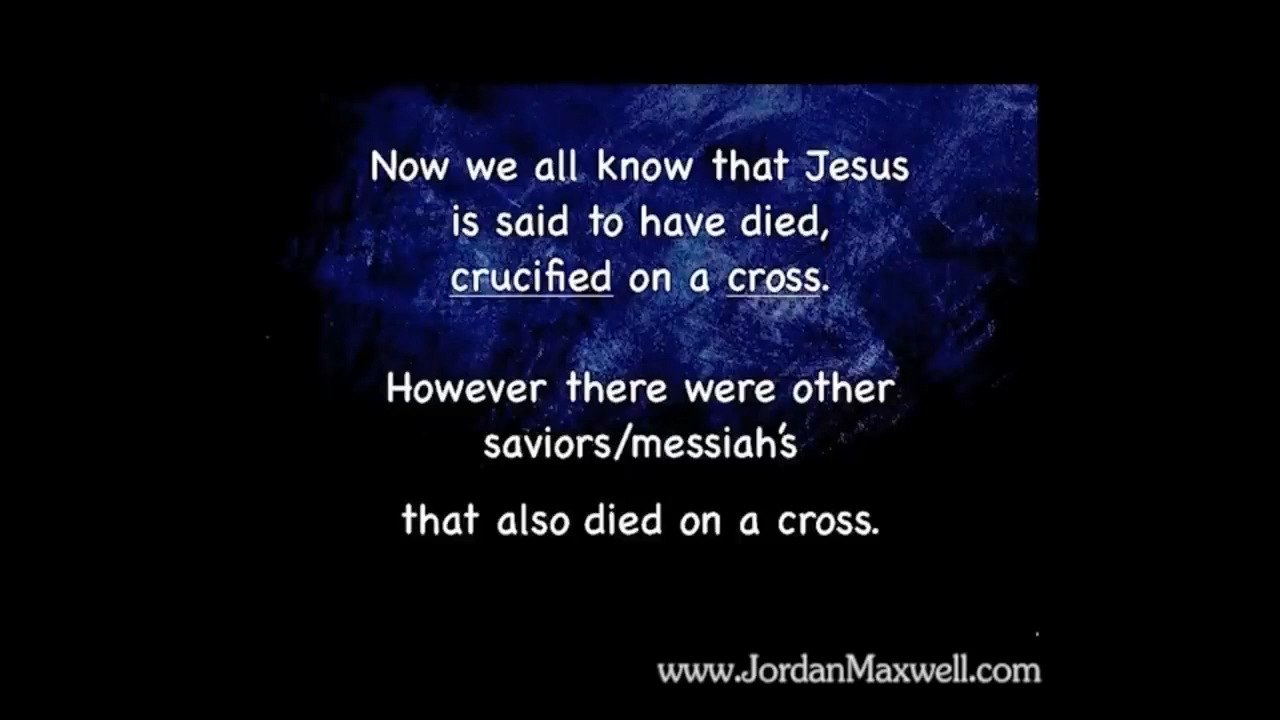 Now we all know that Jesus
is said to have died,
crucified on a cross.
However there were other
saviors/messiah's
that also died on a cross.
www.JordanMaxwell.com